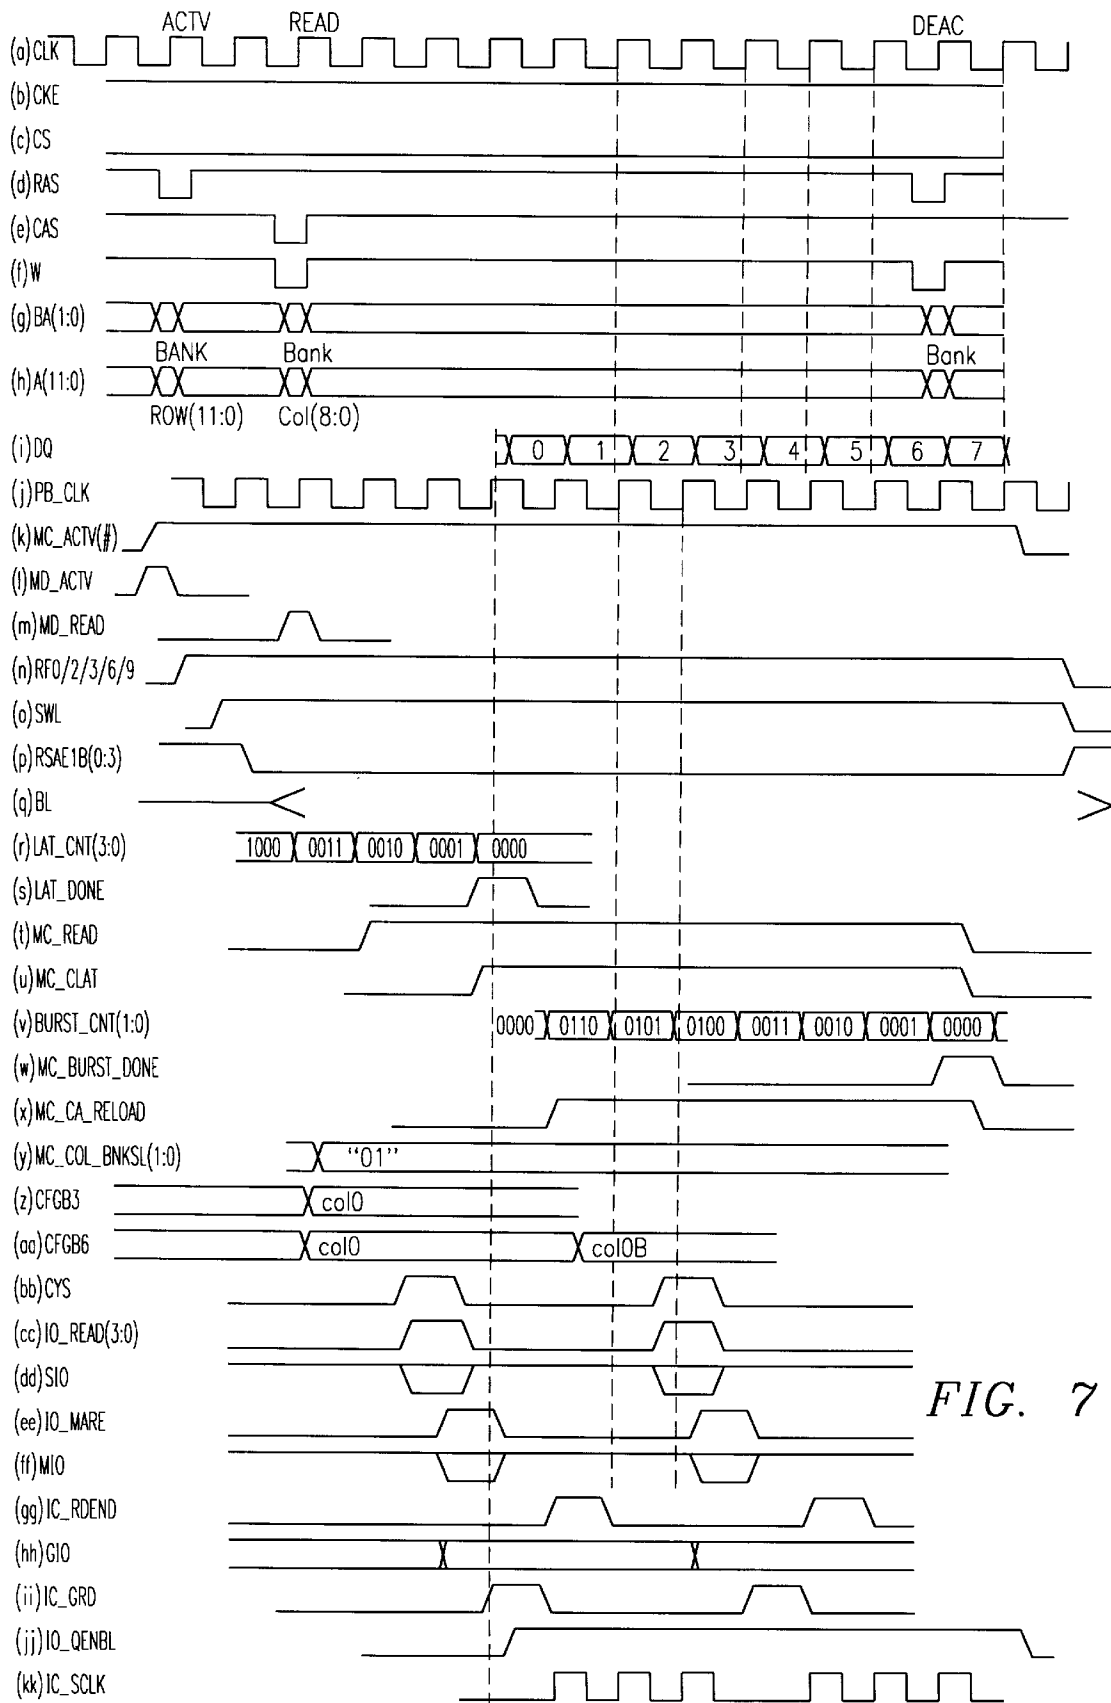 ACTV READ DEAC
(a) CLK
(b) CKE
(c) CS
(d) RAS
(e) CAS
(f) W
(g) BA(1:0)
BANK Bank Bank
(h) A(11:0)
ROW(11:0) Col(8:0)
(i) DQ 0 1 2 3 4 5 6 7
(j) PB_CLK
(k) MC_ACTV(#)
(l) MD_ACTV
(m) MD_READ
(n) RF0/2/3/6/9
(o) SWL
(p) RSAE1B(0:3)
(q) BL
(r) LAT_CNT(3:0) 1000 0011 0010 0001 0000
(s) LAT_DONE
(t) MC_READ
(u) MC_CLAT
(v) BURST_CNT(1:0) 0000 0110 0101 0100 0011 0010 0001 0000
(w) MC_BURST_DONE
(x) MC_CA_RELOAD
(y) MC_COL_BNKSL(1:0) "01"
(z) CFGB3 col0
(aa) CFGB6 col0 col0B
(bb) CYS
(cc) IO_READ(3:0)
(dd) SIO
(ee) IO_MARE
(ff) MIO
(gg) IC_RDEND
(hh) GIO
(ii) IC_GRD
(jj) IO_QENBL
(kk) IC_SCLK
FIG. 7